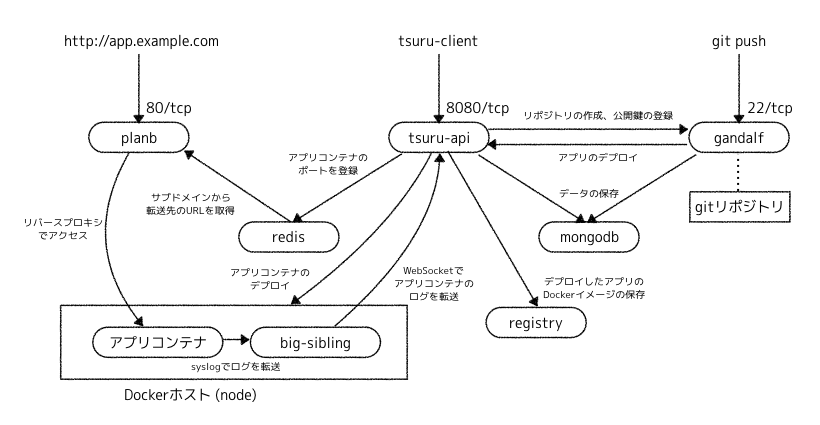 http://app.example.com
tsuru-client
git push
80/tcp
8080/tcp
22/tcp
planb
tsuru-api
gandalf
リポジトリの作成、公開鍵の登録
アプリのデプロイ
アプリコンテナの
ポートを登録
サブドメインから
転送先のURLを取得
データの保存
gitリポジトリ
リバースプロキシ
でアクセス
redis
mongodb
アプリコンテナの
デプロイ
WebSocketで
アプリコンテナの
ログを転送
デプロイしたアプリの
Dockerイメージの保存
registry
アプリコンテナ
big-sibling
syslogでログを転送
Dockerホスト (node)